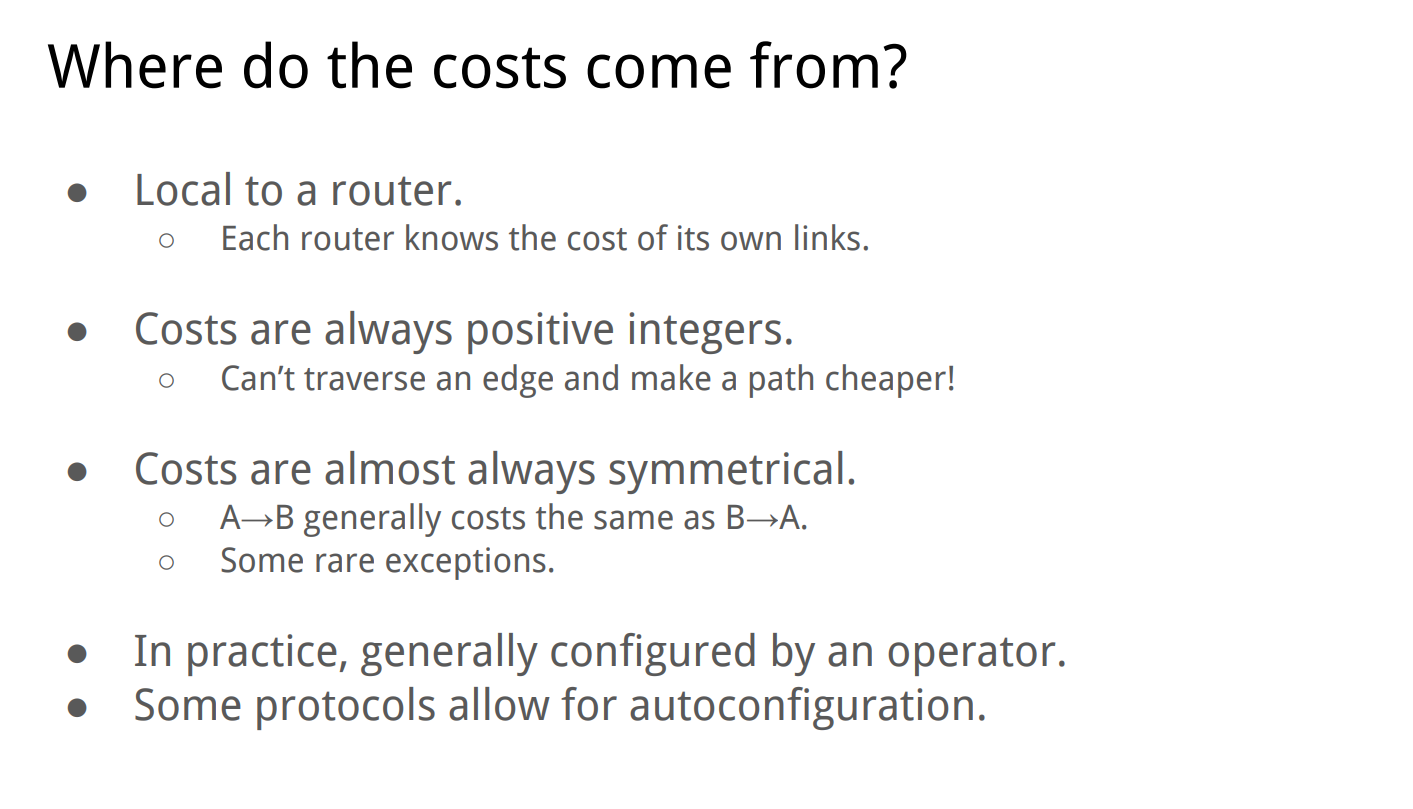 Where do the costs come from?
● Local to a router.
○ Each router knows the cost of its own links.
● Costs are always positive integers.
○ Can’t traverse an edge and make a path cheaper!
● Costs are almost always symmetrical.
○ A→B generally costs the same as B→A.
○ Some rare exceptions.
● In practice, generally configured by an operator.
● Some protocols allow for autoconfiguration.